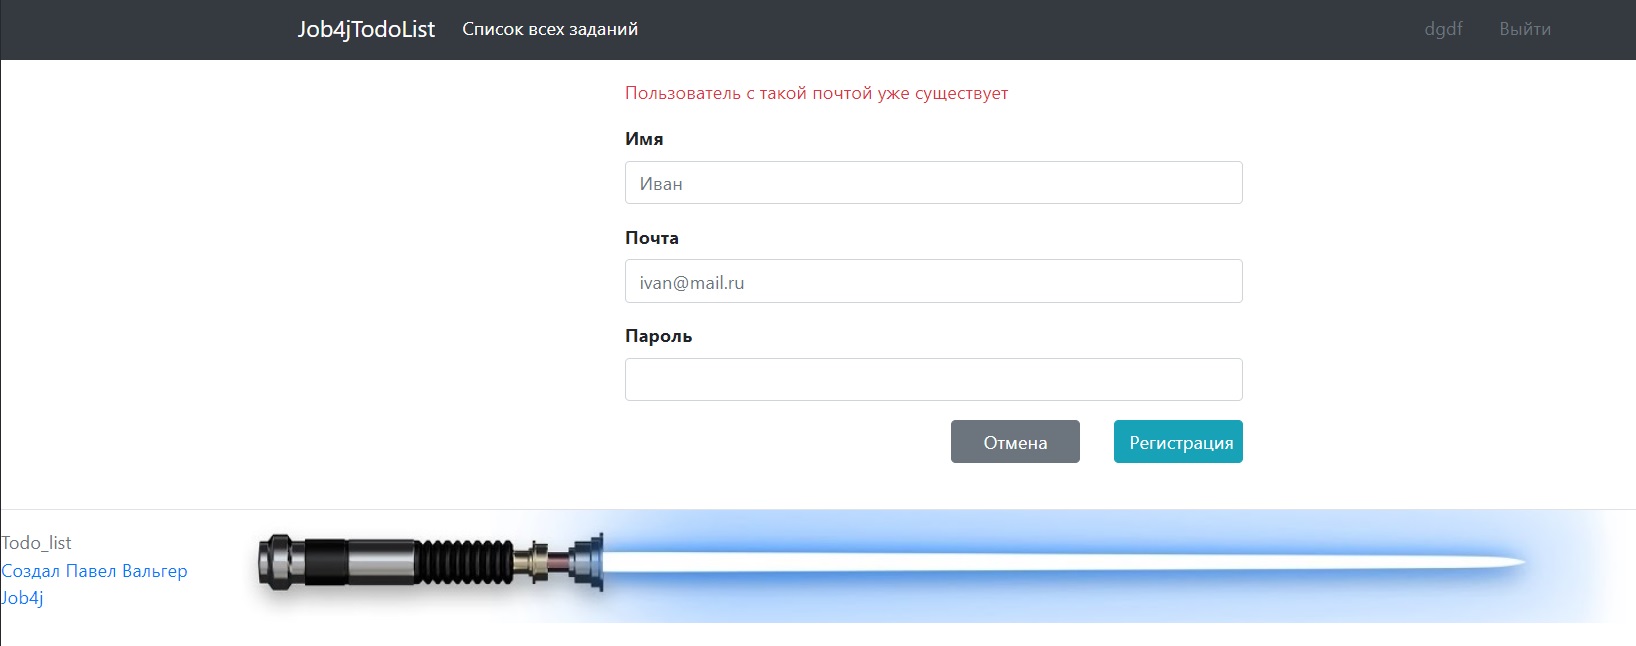 Job4jTodoList Список всех заданий dgdf Выйти
Пользователь с такой почтой уже существует
Имя
Иван
Почта
ivan@mail.ru
Пароль
Отмена Регистрация
Todo_list
Создал Павел Вальгер
Job4j